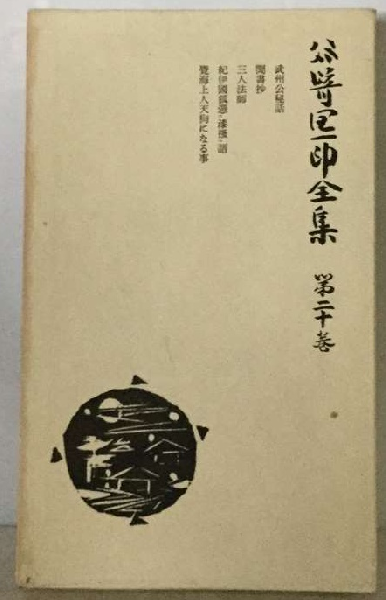 谷崎潤一郎全集 第二十巻
武州公秘話
聞書抄
三人法師
紀伊國狐憑漆掻語
覺海上人天狗になる事